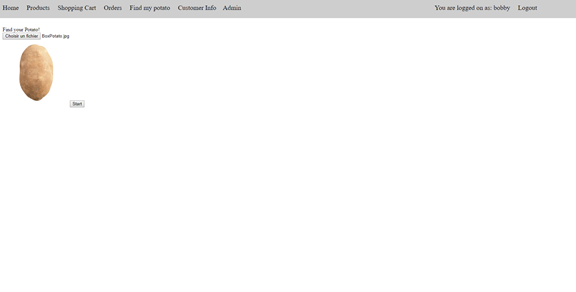 Home Products Shopping Cart Orders Find my potato Customer Info Admin You are logged on as: bobby Logout
Find your Potato!
Choisir un fichier BoxPotato.jpg
Start